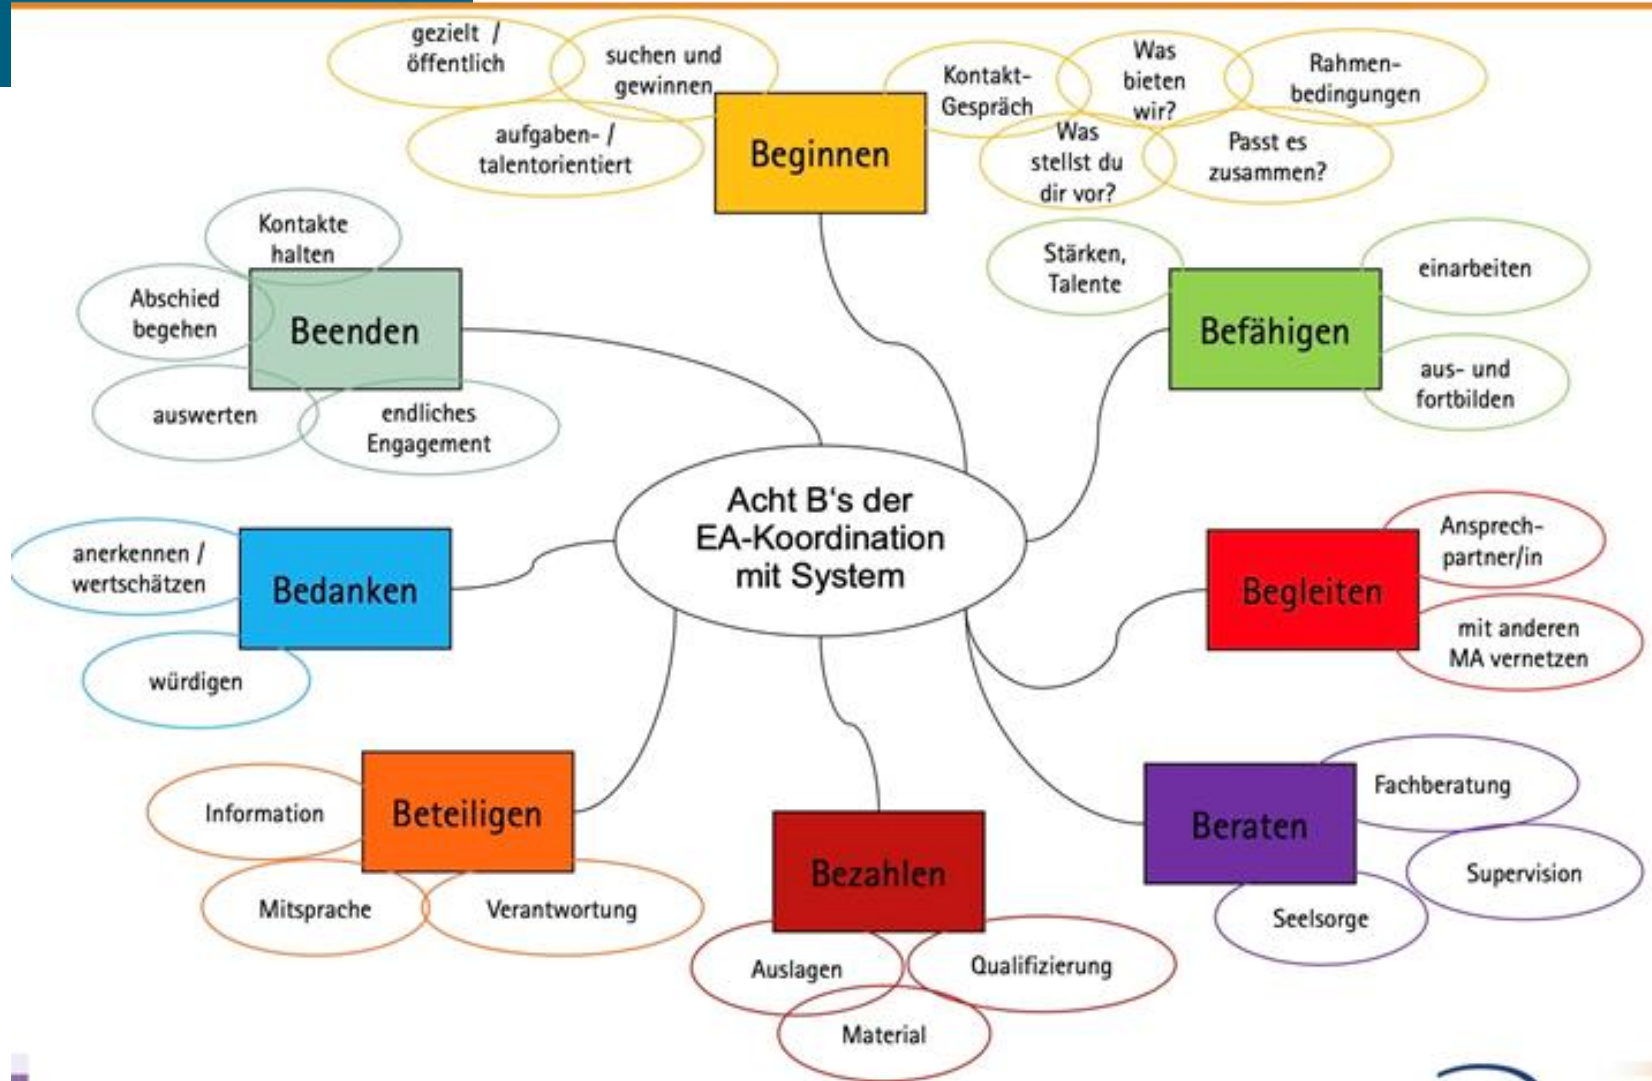 gezielt /
öffentlich
suchen und
gewinnen
aufgaben- /
talentorientiert
Beginnen
Kontakt-
Gespräch
Was
bieten
wir?
Rahmen-
bedingungen
Was
stellst du
dir vor?
Passt es
zusammen?
Stärken,
Talente
Befähigen
einarbeiten
aus- und
fortbilden
Ansprech-
partner/in
Begleiten
mit anderen
MA vernetzen
Fachberatung
Beraten
Supervision
Seelsorge
Bezahlen
Auslagen
Qualifizierung
Material
Beteiligen
Information
Mitsprache
Verantwortung
anerkennen /
wertschätzen
Bedanken
würdigen
Kontakte
halten
Abschied
begehen
Beenden
auswerten
endliches
Engagement
Acht B‘s der
EA-Koordination
mit System